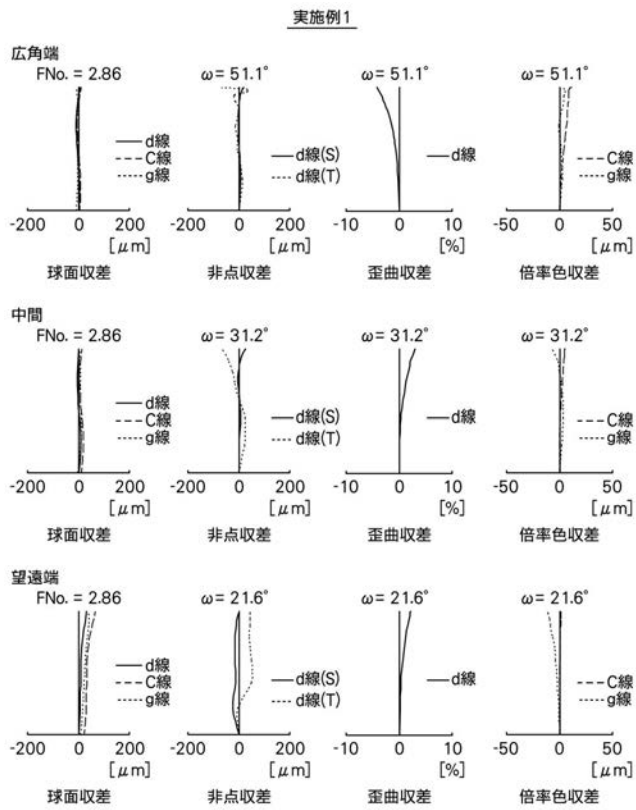 実施例1
広角端
FNo. = 2.86
ω= 51.1°
ω= 51.1°
ω= 51.1°
d線
C線
g線
d線(S)
d線(T)
d線
C線
g線
-200 0 200
-200 0 200
-10 0 10
-50 0 50
[μm]
[μm]
[%]
[μm]
球面収差
非点収差
歪曲収差
倍率色収差
中間
FNo. = 2.86
ω= 31.2°
ω= 31.2°
ω= 31.2°
d線
C線
g線
d線(S)
d線(T)
d線
C線
g線
-200 0 200
-200 0 200
-10 0 10
-50 0 50
[μm]
[μm]
[%]
[μm]
球面収差
非点収差
歪曲収差
倍率色収差
望遠端
FNo. = 2.86
ω= 21.6°
ω= 21.6°
ω= 21.6°
d線
C線
g線
d線(S)
d線(T)
d線
C線
g線
-200 0 200
-200 0 200
-10 0 10
-50 0 50
[μm]
[μm]
[%]
[μm]
球面収差
非点収差
歪曲収差
倍率色収差